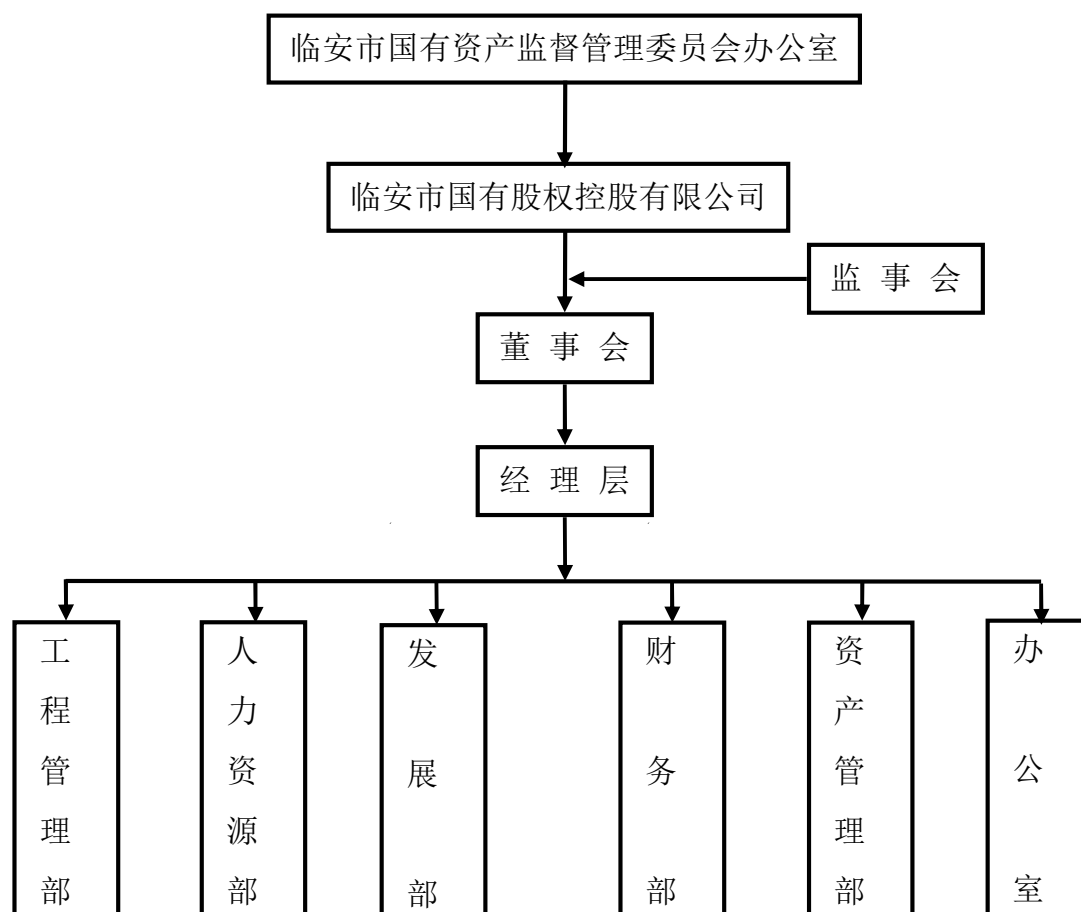 临安市国有资产监督管理委员会办公室
临安市国有股权控股有限公司
监 事 会
董 事 会
经 理 层
工程管理部
人力资源部
发展部
财务部
资产管理部
办公室